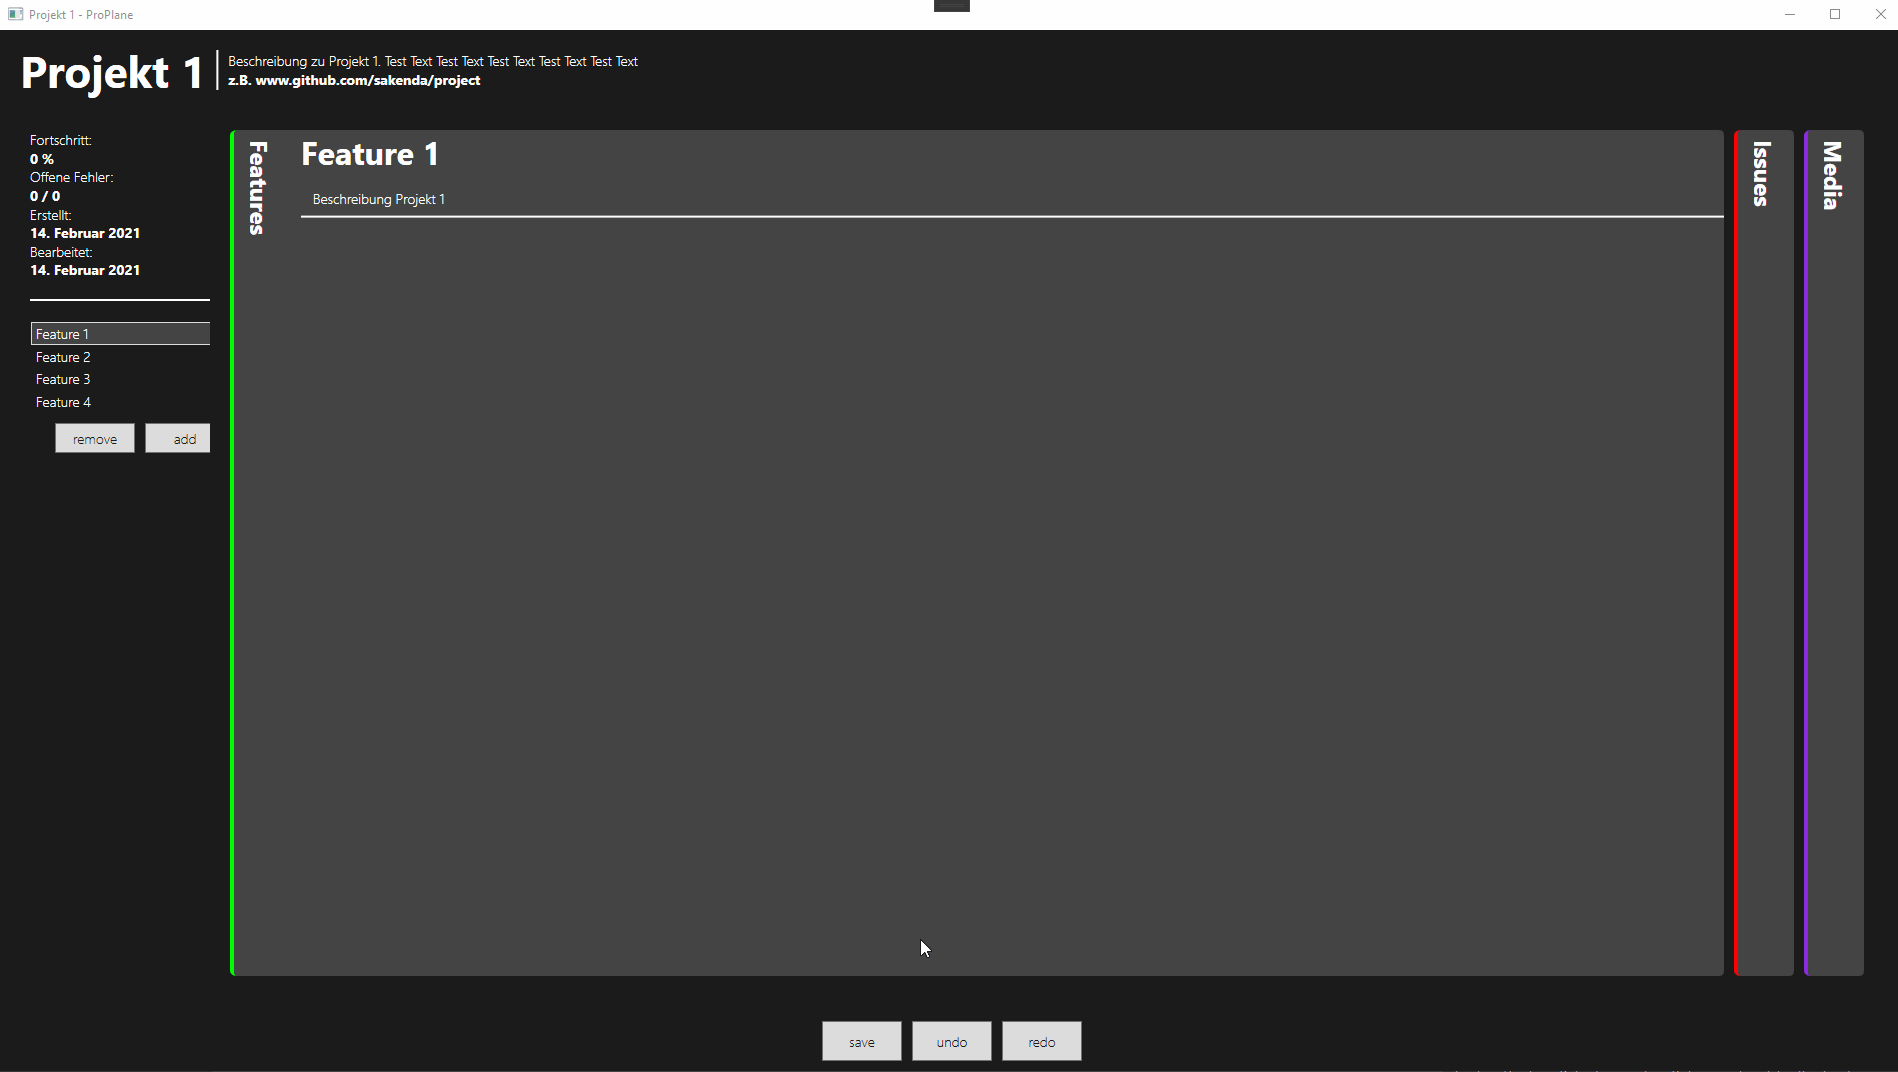 Projekt 1 - ProPlane
Projekt 1
Beschreibung zu Projekt 1. Test Text Test Text Test Text Test Text Test Text
z.B. www.github.com/sakenda/project
Fortschritt:
0 %
Offene Fehler:
0 / 0
Erstellt:
14. Februar 2021
Bearbeitet:
14. Februar 2021
Feature 1
Feature 2
Feature 3
Feature 4
remove
add
Features
Feature 1
Beschreibung Projekt 1
Issues
Media
save
undo
redo